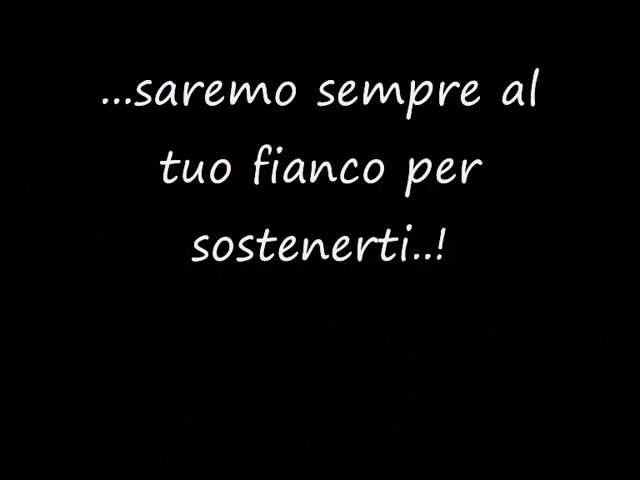 ...saremo sempre al
tuo fianco per
sostenerti..!